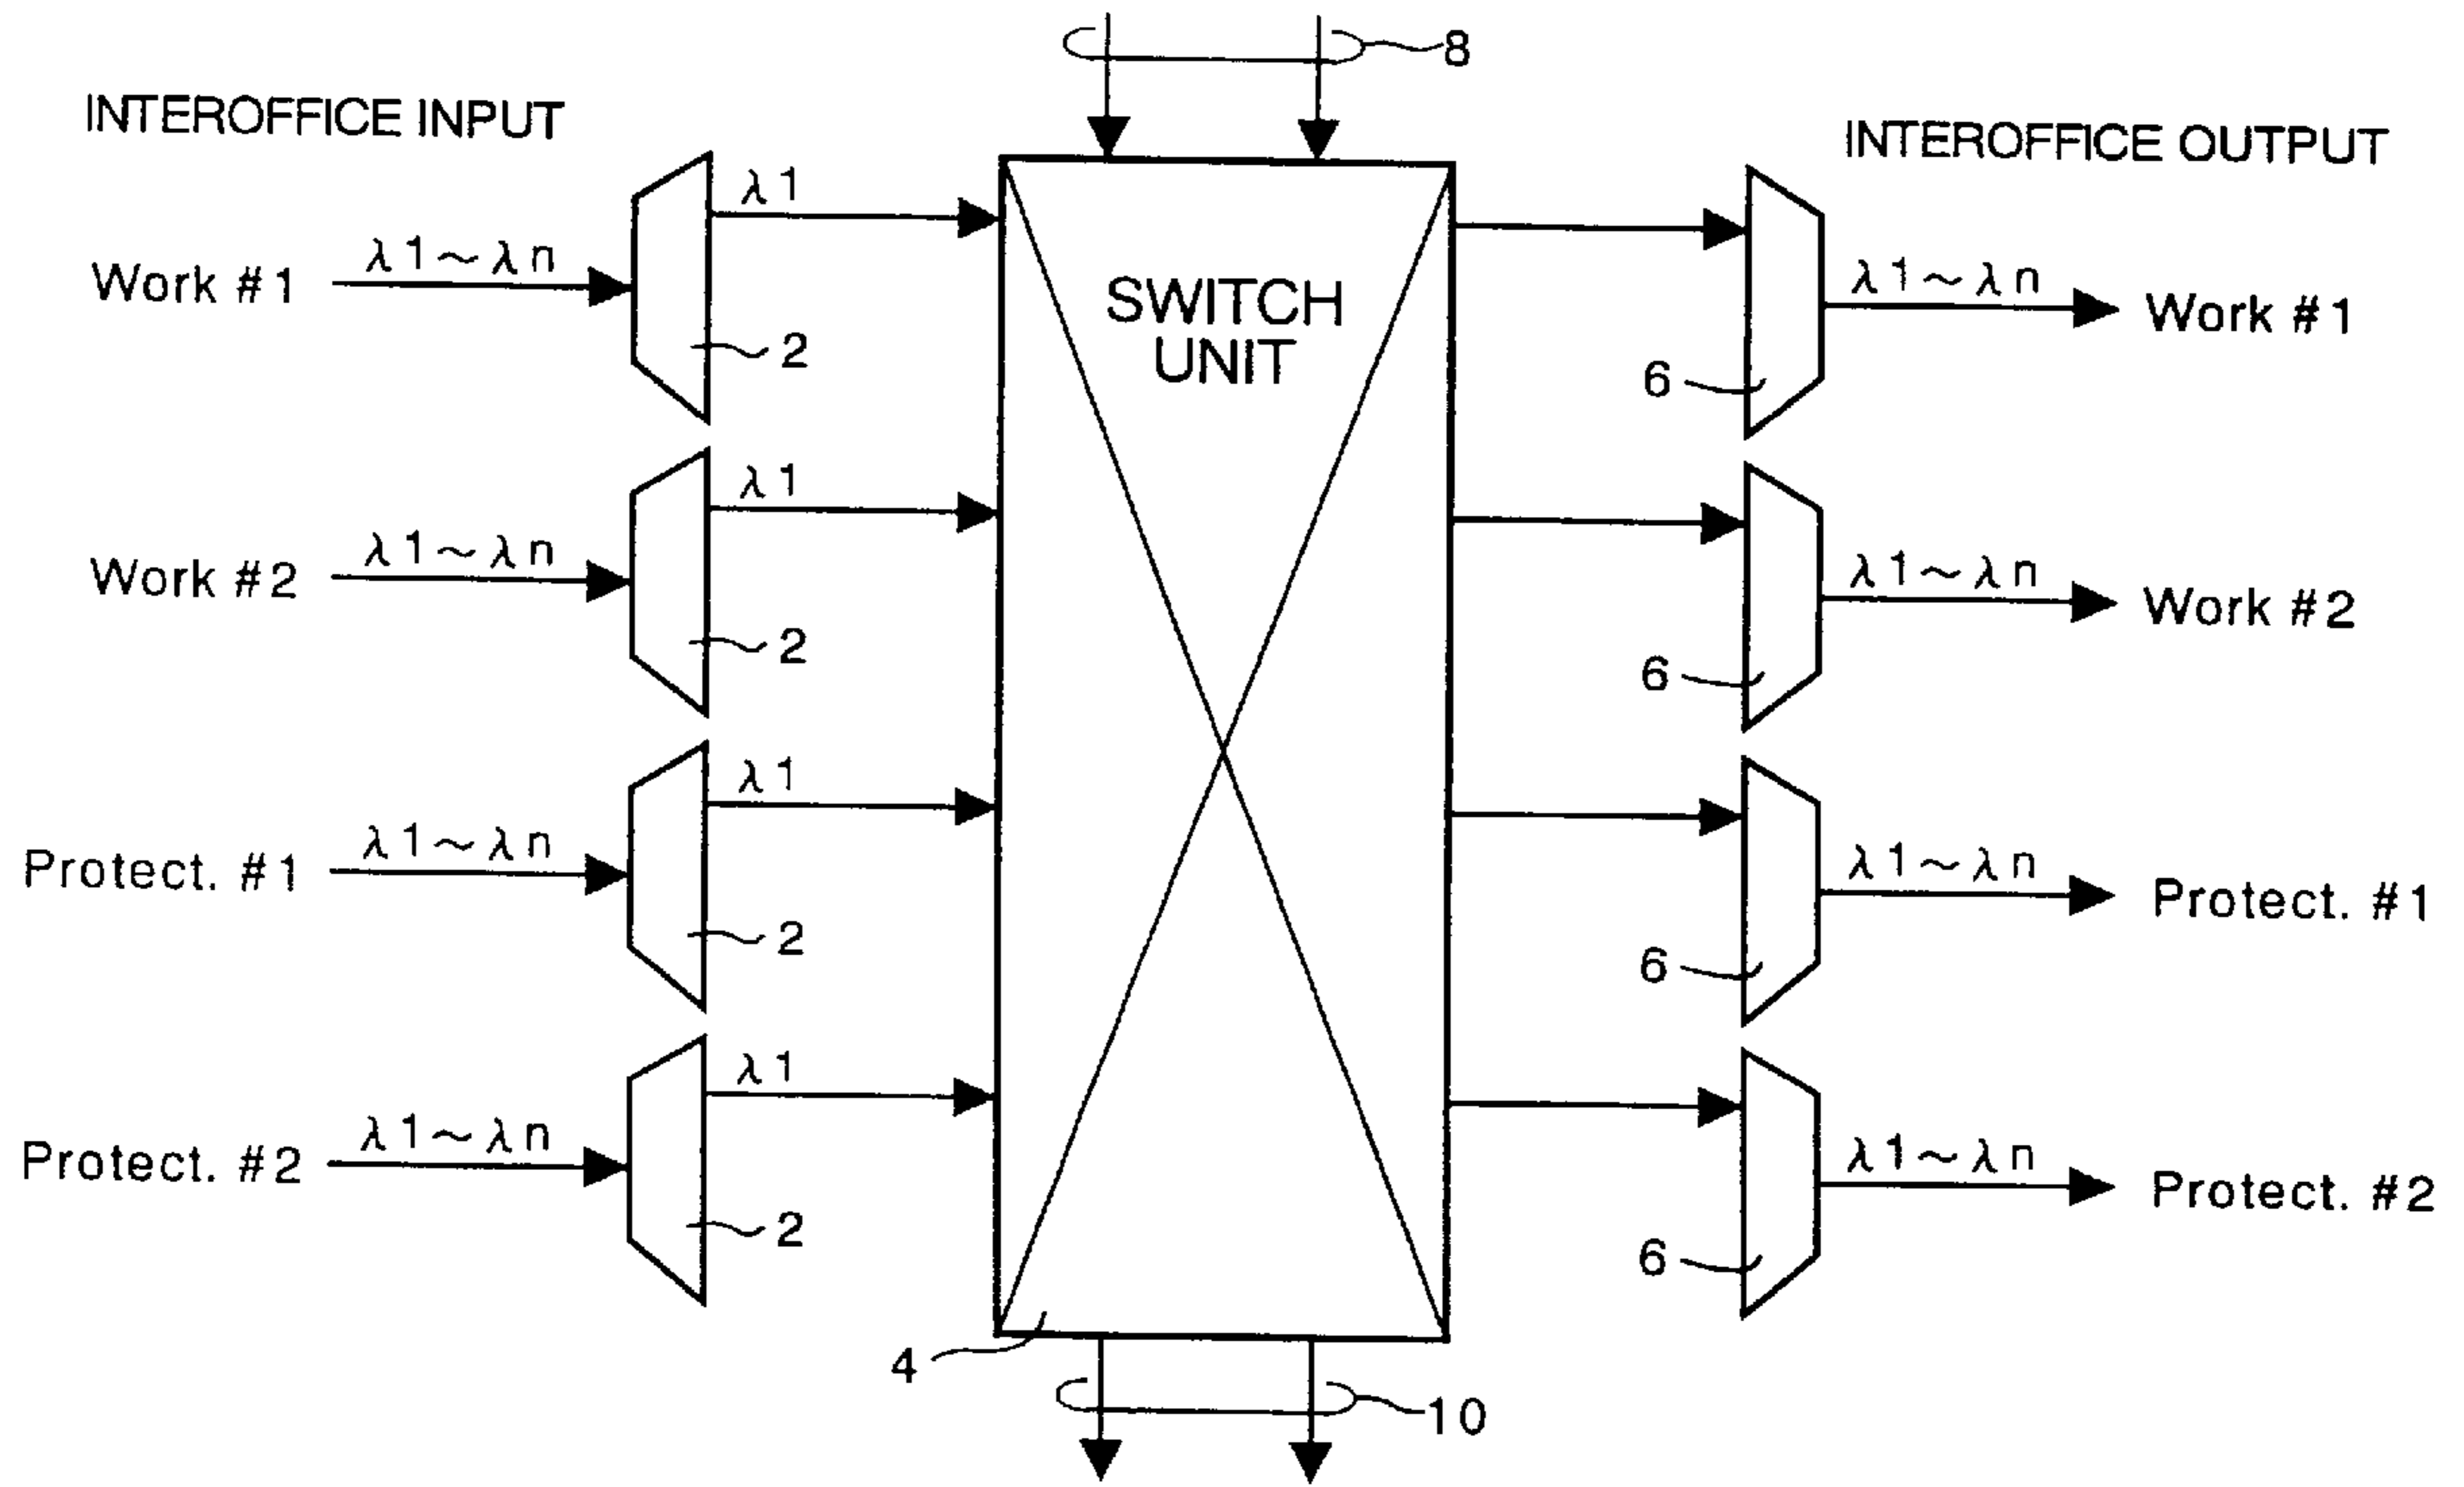 8
INTEROFFICE INPUT
INTEROFFICE OUTPUT
λ1
Work #1
λ1~λn
2
SWITCH
UNIT
λ1~λn
Work #1
6
λ1
Work #2
λ1~λn
2
λ1~λn
Work #2
6
λ1
Protect. #1
λ1~λn
2
λ1~λn
Protect. #1
6
λ1
Protect. #2
λ1~λn
2
λ1~λn
Protect. #2
6
4
10